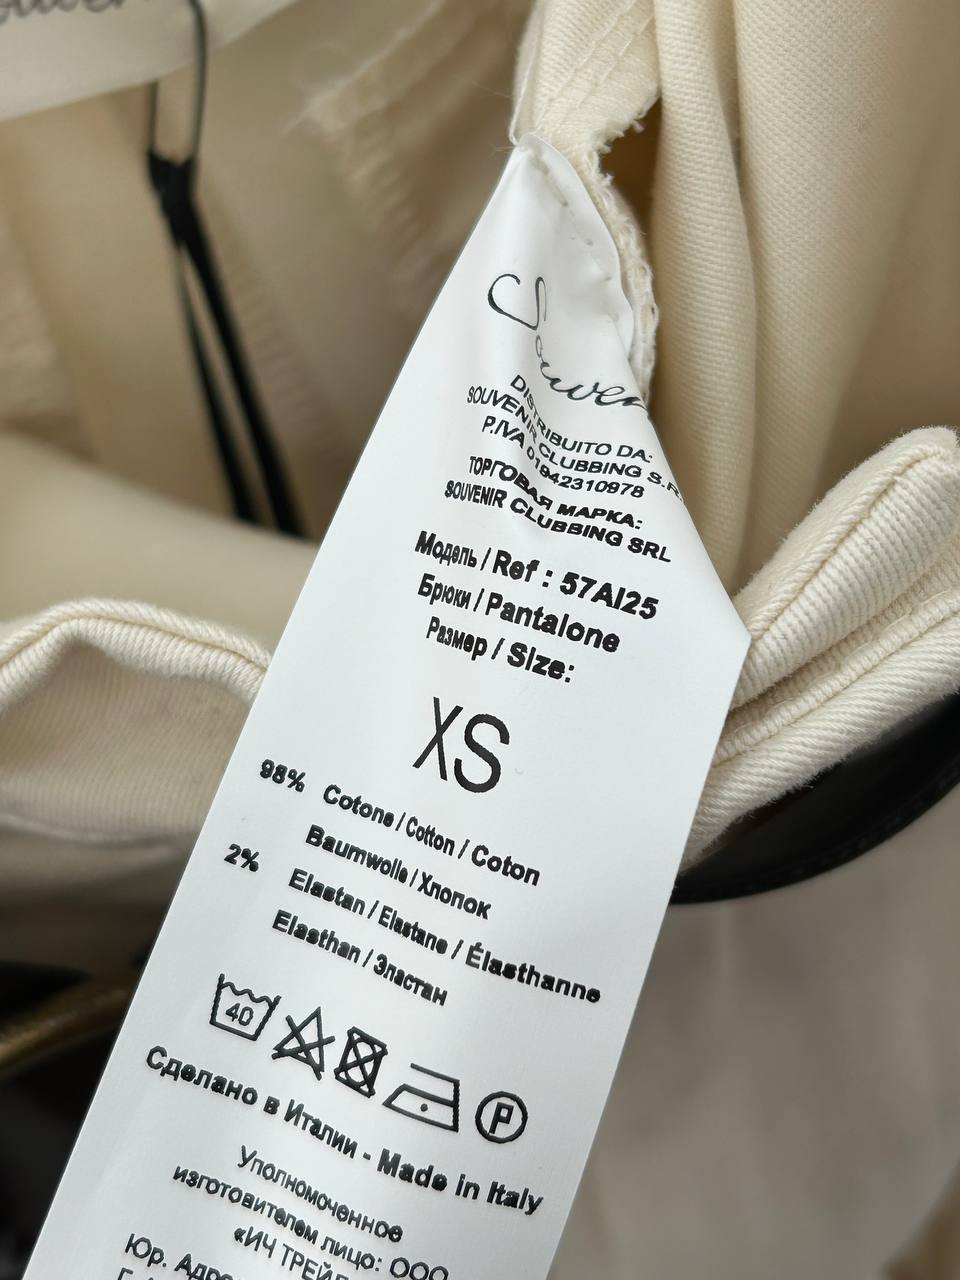 Souven
DISTRIBUITO DA:
SOUVENIR CLUBBING S.R
P.IVA 01942310978
ТОРГОВАЯ МАРКА:
SOUVENIR CLUBBING SRL
Модель / Ref : 57AI25
Брюки / Pantalone
Размер / Size:
XS
98% Cotone / Cotton / Coton
Baumwolle / Хлопок
2% Elastan / Elastane / Élasthanne
Elasthan / Эластан
40 P
Сделано в Италии - Made in Italy
Уполномоченное
изготовителем лицо: ООО
«ИЧ ТРЕЙ
Юр. Адре